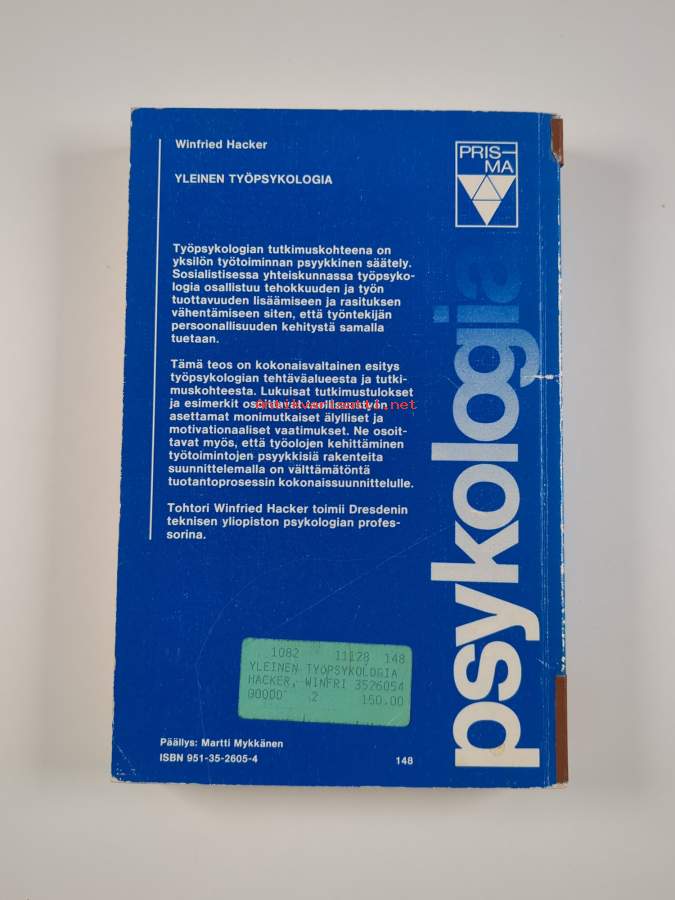 Winfried Hacker
YLEINEN TYÖPSYKOLOGIA
PRIS-
MA
Työpsykologian tutkimuskohteena on
yksilön työtoiminnan psyykkinen säätely.
Sosialistisessa yhteiskunnassa työpsyko-
logia osallistuu tehokkuuden ja työn
tuottavuuden lisäämiseen ja rasituksen
vähentämiseen siten, että työntekijän
persoonallisuuden kehitystä samalla
tuetaan.
Tämä teos on kokonaisvaltainen esitys
työpsykologian tehtäväalueesta ja tutki-
muskohteesta. Lukuisat tutkimustulokset
ja esimerkit osoittavat teollisuustyön
asettamat monimutkaiset älylliset ja
motivationaaliset vaatimukset. Ne osoit-
tavat myös, että työolojen kehittäminen
työtoimintojen psyykkisiä rakenteita
suunnittelemalla on välttämätöntä
tuotantoprosessin kokonaissuunnittelulle.
Tohtori Winfried Hacker toimii Dresdenin
teknisen yliopiston psykologian profes-
sorina.
psykologia
1082 11128 148
YLEINEN TYÖPSYKOLOGIA
HACKER, WINFRI 3526054
00000 2 150.00
Päällys: Martti Mykkänen
ISBN 951-35-2605-4
148